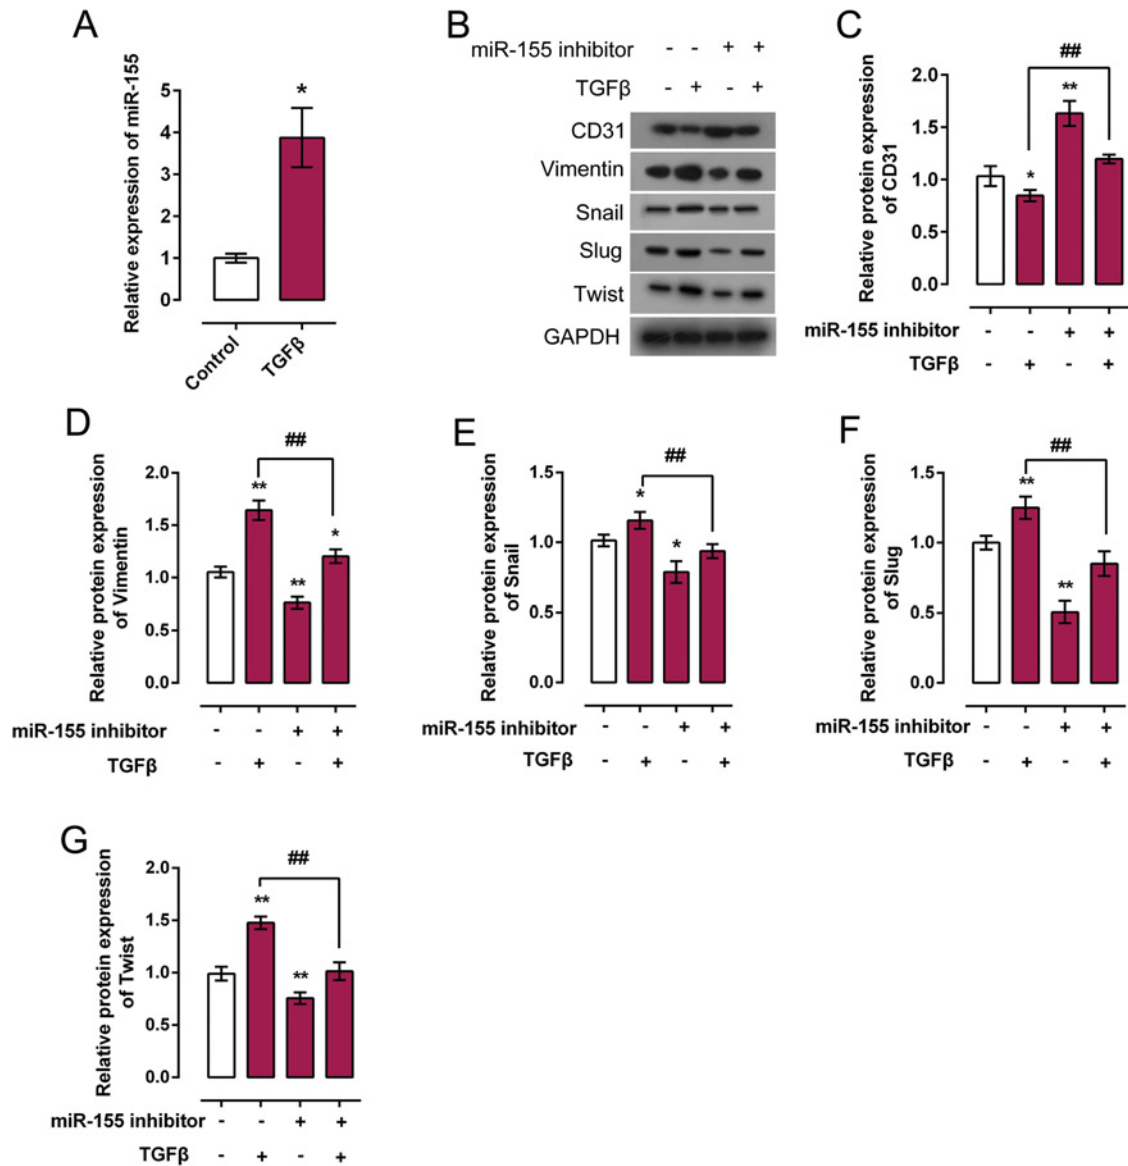 A
Relative expression of miR-155
5
4
3
2
1
0
*
Control
TGFβ
B
miR-155 inhibitor - - + +
TGFβ - + - +
CD31
Vimentin
Snail
Slug
Twist
GAPDH
C
Relative protein expression
of CD31
2.0
1.5
1.0
0.5
0.0
##
*
**
miR-155 inhibitor - - + +
TGFβ - + - +
D
Relative protein expression
of Vimentin
2.0
1.5
1.0
0.5
0.0
##
**
**
*
miR-155 inhibitor - - + +
TGFβ - + - +
E
Relative protein expression
of Snail
1.5
1.0
0.5
0.0
##
*
*
miR-155 inhibitor - - + +
TGFβ - + - +
F
Relative protein expression
of Slug
1.5
1.0
0.5
0.0
##
**
**
miR-155 inhibitor - - + +
TGFβ - + - +
G
Relative protein expression
of Twist
2.0
1.5
1.0
0.5
0.0
##
**
**
miR-155 inhibitor - - + +
TGFβ - + - +